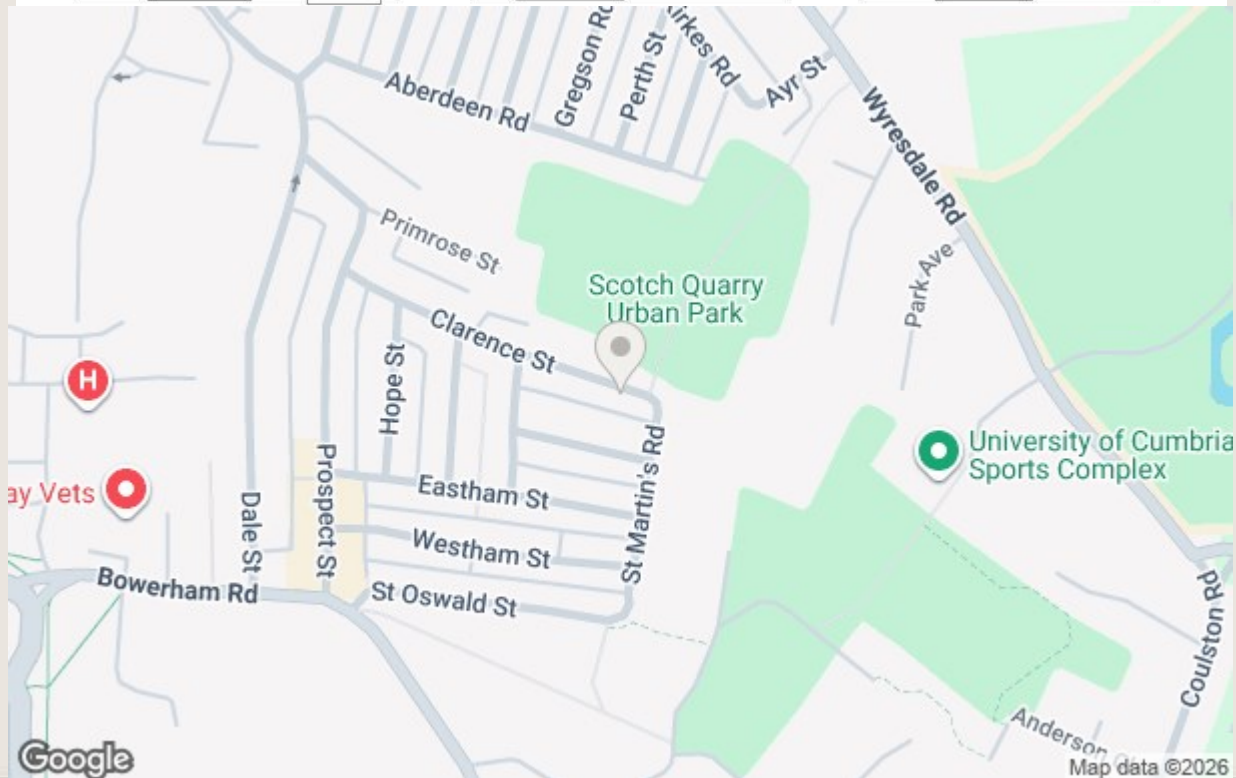 Aberdeen Rd
Gregson Rd
Perth St
Kirkes Rd
Ayr St
Wyresdale Rd
Primrose St
Scotch Quarry
Urban Park
Park Ave
Clarence St
Hope St
H
University of Cumbria
Sports Complex
ay Vets
Prospect St
Dale St
Eastham St
St Martin's Rd
Westham St
Bowerham Rd
St Oswald St
Coulston Rd
Anderson
Google
Map data ©2026